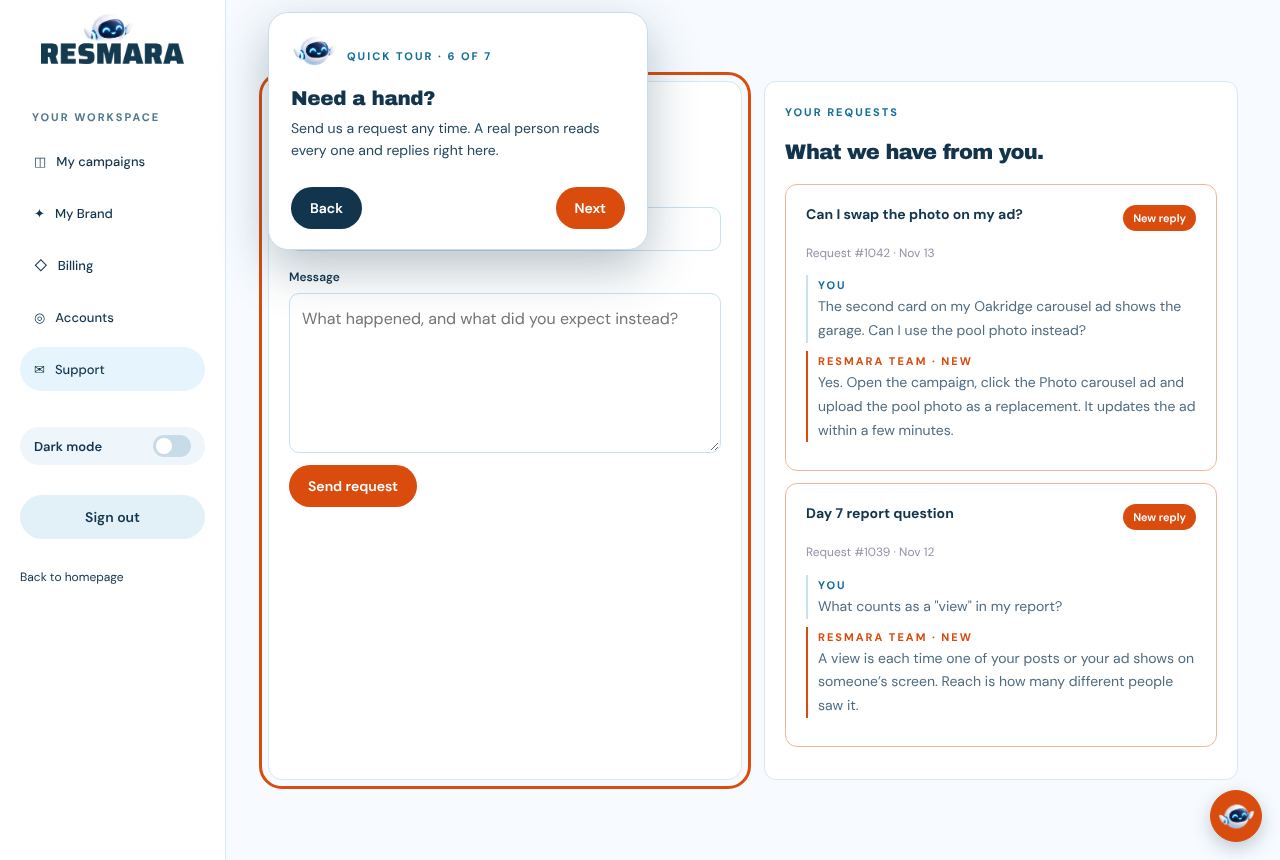 RESMARA
YOUR WORKSPACE
My campaigns
My Brand
Billing
Accounts
Support
Dark mode
Sign out
Back to homepage
QUICK TOUR · 6 OF 7
Need a hand?
Send us a request any time. A real person reads
every one and replies right here.
Back
Next
Message
What happened, and what did you expect instead?
Send request
YOUR REQUESTS
What we have from you.
Can I swap the photo on my ad?
New reply
Request #1042 · Nov 13
YOU
The second card on my Oakridge carousel ad shows the
garage. Can I use the pool photo instead?
RESMARA TEAM · NEW
Yes. Open the campaign, click the Photo carousel ad and
upload the pool photo as a replacement. It updates the ad
within a few minutes.
Day 7 report question
New reply
Request #1039 · Nov 12
YOU
What counts as a "view" in my report?
RESMARA TEAM · NEW
A view is each time one of your posts or your ad shows on
someone’s screen. Reach is how many different people
saw it.